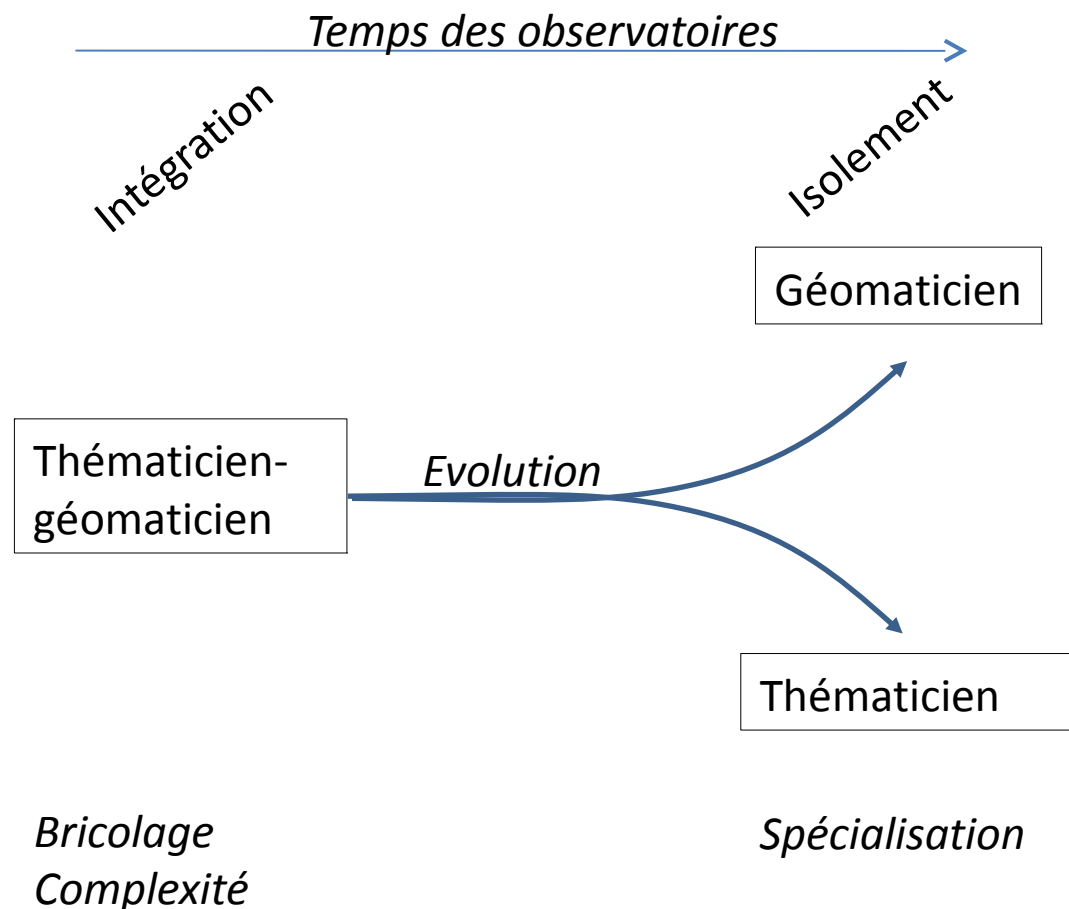 Temps des observatoires
Intégration
Isolement
Géomaticien
Thématicien-
géomaticien
Evolution
Thématicien
Bricolage
Complexité
Spécialisation